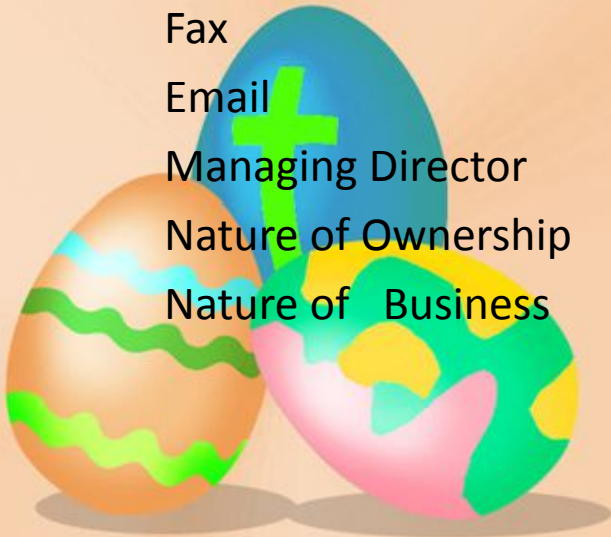 Fax
Email
Managing Director
Nature of Ownership
Nature of   Business